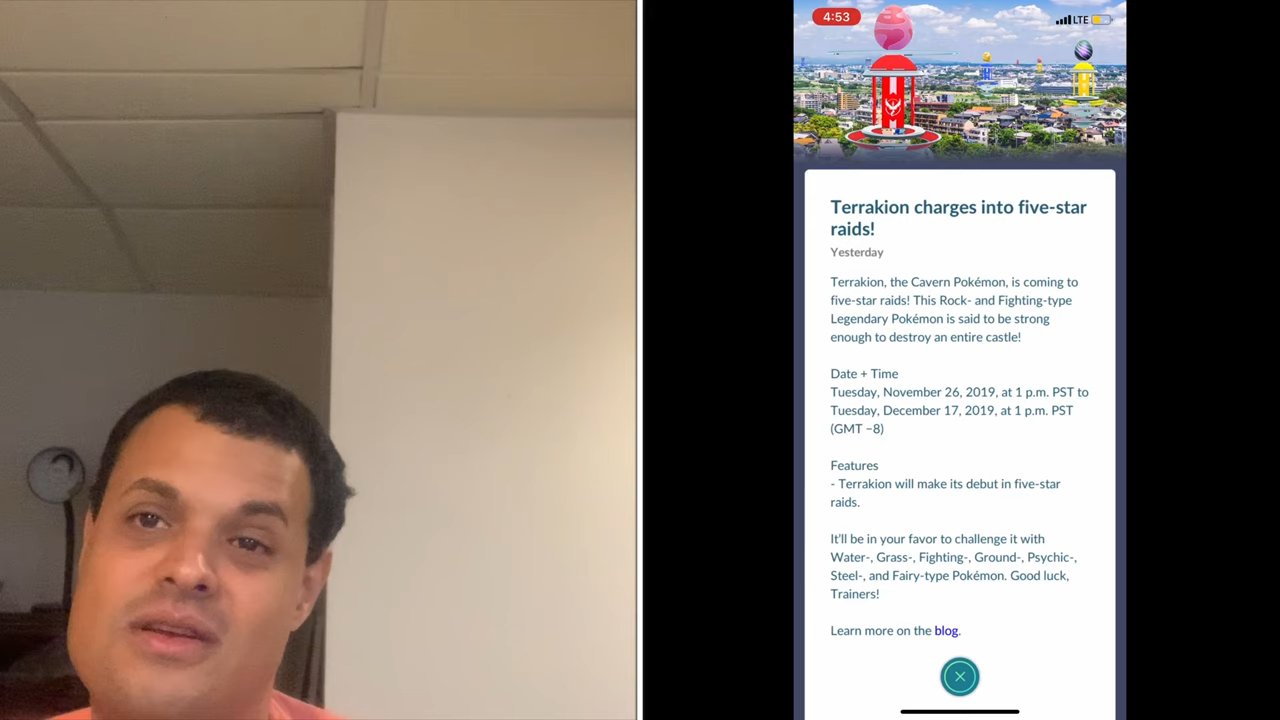 4:53
LTE
Terrakion charges into five-star
raids!
Yesterday
Terrakion, the Cavern Pokémon, is coming to
five-star raids! This Rock- and Fighting-type
Legendary Pokémon is said to be strong
enough to destroy an entire castle!
Date + Time
Tuesday, November 26, 2019, at 1 p.m. PST to
Tuesday, December 17, 2019, at 1 p.m. PST
(GMT −8)
Features
- Terrakion will make its debut in five-star
raids.
It'll be in your favor to challenge it with
Water-, Grass-, Fighting-, Ground-, Psychic-,
Steel-, and Fairy-type Pokémon. Good luck,
Trainers!
Learn more on the blog.